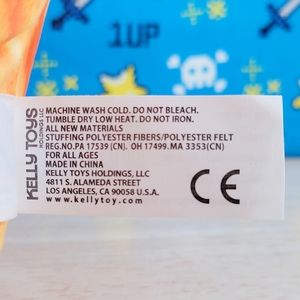 1UP
KELLY TOYS
HOLDINGS, LLC
MACHINE WASH COLD. DO NOT BLEACH.
TUMBLE DRY LOW HEAT. DO NOT IRON.
ALL NEW MATERIALS
STUFFING POLYESTER FIBERS/POLYESTER FELT
REG.NO.PA 17539 (CN). OH 17499. MA 3353(CN)
FOR ALL AGES
MADE IN CHINA
KELLY TOYS HOLDINGS, LLC
4811 S. ALAMEDA STREET
LOS ANGELES, CA 90058 U.S.A.
www.kellytoy.com
CE